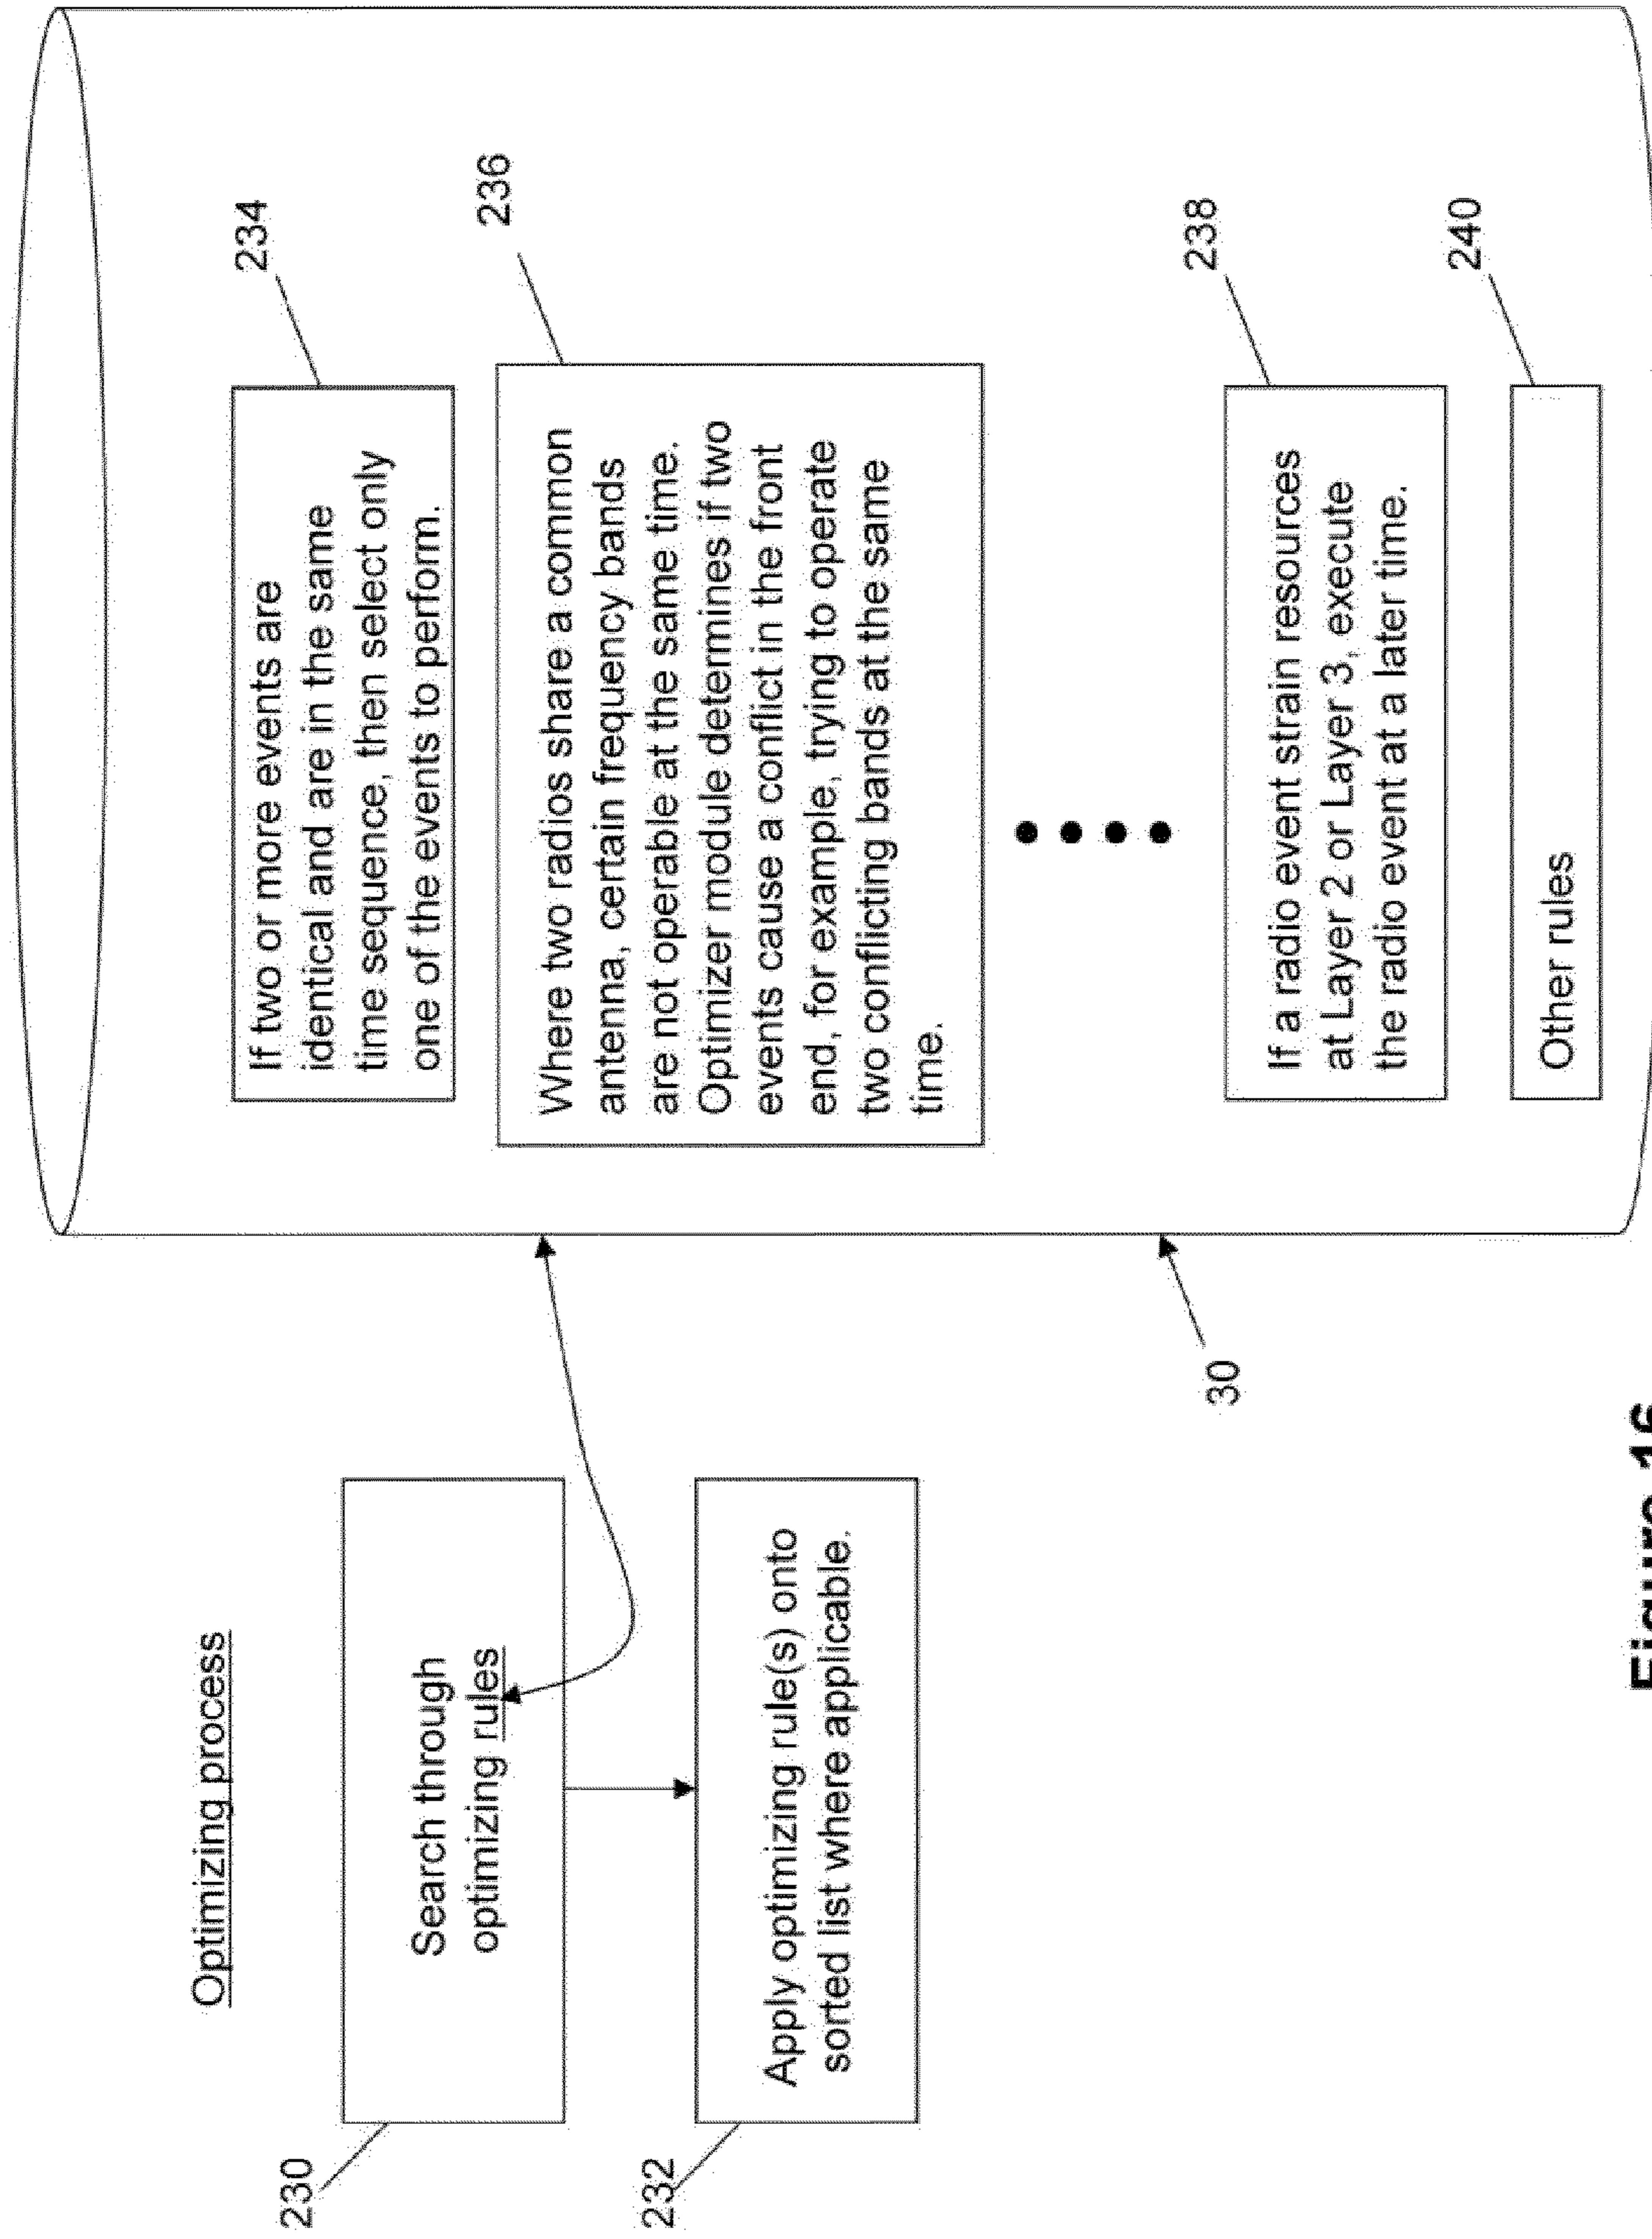 Optimizing process
230
Search through
optimizing rules
232
Apply optimizing rule(s) onto
sorted list where applicable.
30
234
If two or more events are
identical and are in the same
time sequence, then select only
one of the events to perform.
236
Where two radios share a common
antenna, certain frequency bands
are not operable at the same time.
Optimizer module determines if two
events cause a conflict in the front
end, for example, trying to operate
two conflicting bands at the same
time.
238
If a radio event strain resources
at Layer 2 or Layer 3, execute
the radio event at a later time.
240
Other rules
Figure 16